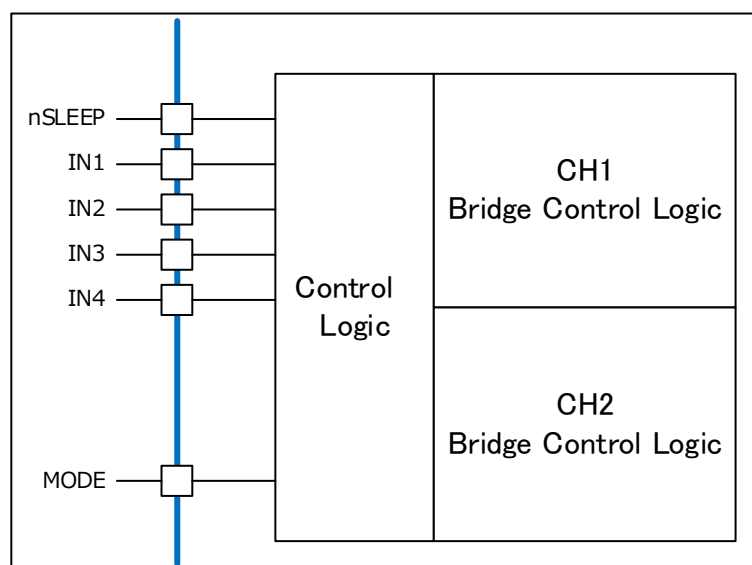 nSLEEP
IN1
IN2
IN3
IN4
MODE
Control
Logic
CH1
Bridge Control Logic
CH2
Bridge Control Logic